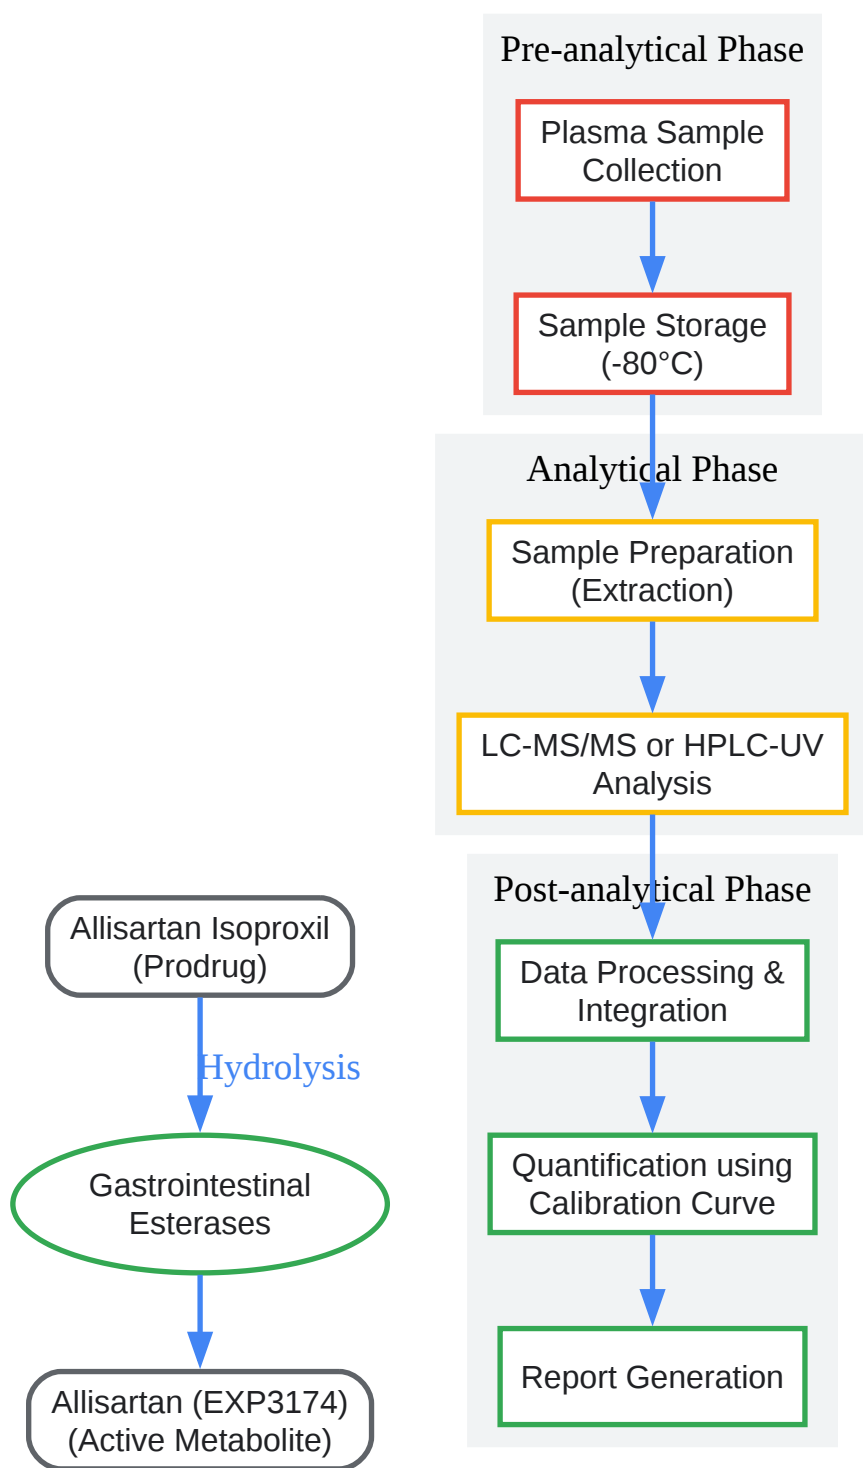 Pre-analytical Phase
Plasma Sample
Collection
Sample Storage
(-80°C)
Analytical Phase
Sample Preparation
(Extraction)
LC-MS/MS or HPLC-UV
Analysis
Post-analytical Phase
Data Processing &
Integration
Quantification using
Calibration Curve
Report Generation
Allisartan Isoproxil
(Prodrug)
Hydrolysis
Gastrointestinal
Esterases
Allisartan (EXP3174)
(Active Metabolite)